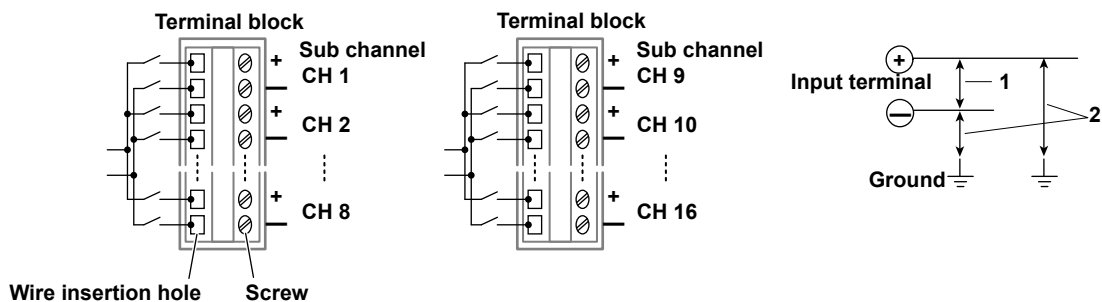 Terminal block
Sub channel
+
CH 1
−
+
CH 2
−
+
CH 8
−
Wire insertion hole
Screw
Terminal block
Sub channel
+
CH 9
−
+
CH 10
−
+
CH 16
−
+
Input terminal
1
−
2
Ground